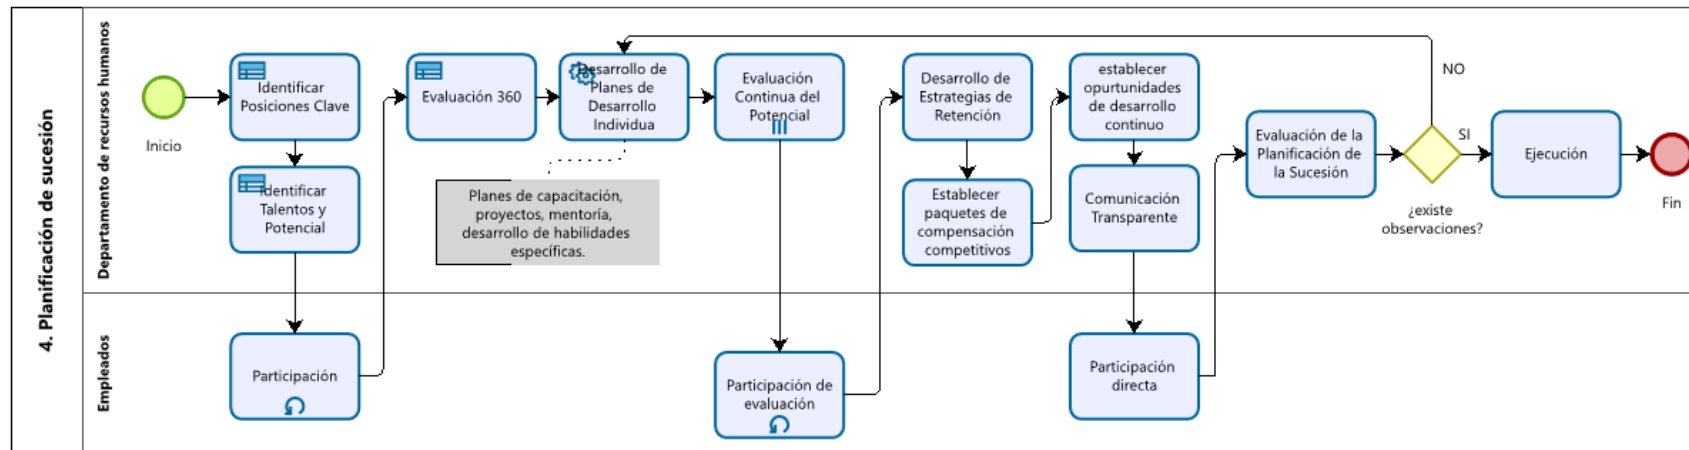 4. Planificación de sucesión
Departamento de recursos humanos
Inicio
Identificar
Posiciones Clave
Identificar
Talentos y
Potencial
Evaluación 360
Desarrollo de
Planes de
Desarrollo
Individua
Planes de capacitación,
proyectos, mentoría,
desarrollo de habilidades
específicas.
Evaluación
Continua del
Potencial
Desarrollo de
Estrategias de
Retención
Establecer
paquetes de
compensación
competitivos
establecer
opurtunidades
de desarrollo
continuo
Comunicación
Transparente
Evaluación de la
Planificación de
la Sucesión
NO
SI
¿existe
observaciones?
Ejecución
Fin
Empleados
Participación
Participación de
evaluación
Participación
directa